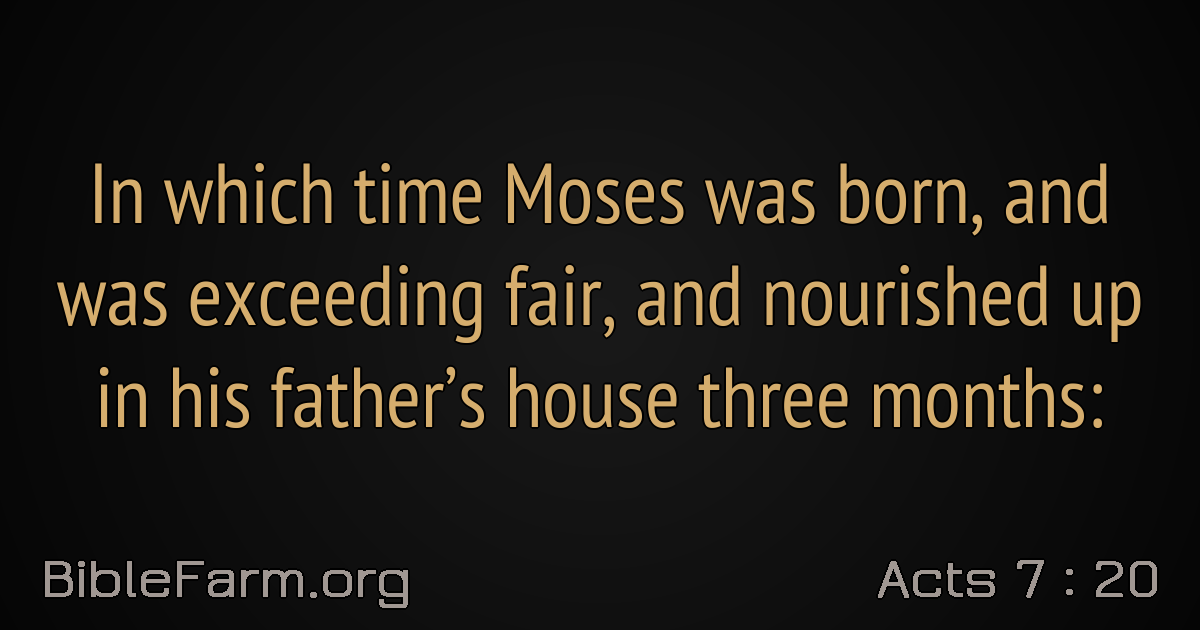 In which time Moses was born, and
was exceeding fair, and nourished up
in his father’s house three months:
BibleFarm.org
Acts 7 : 20